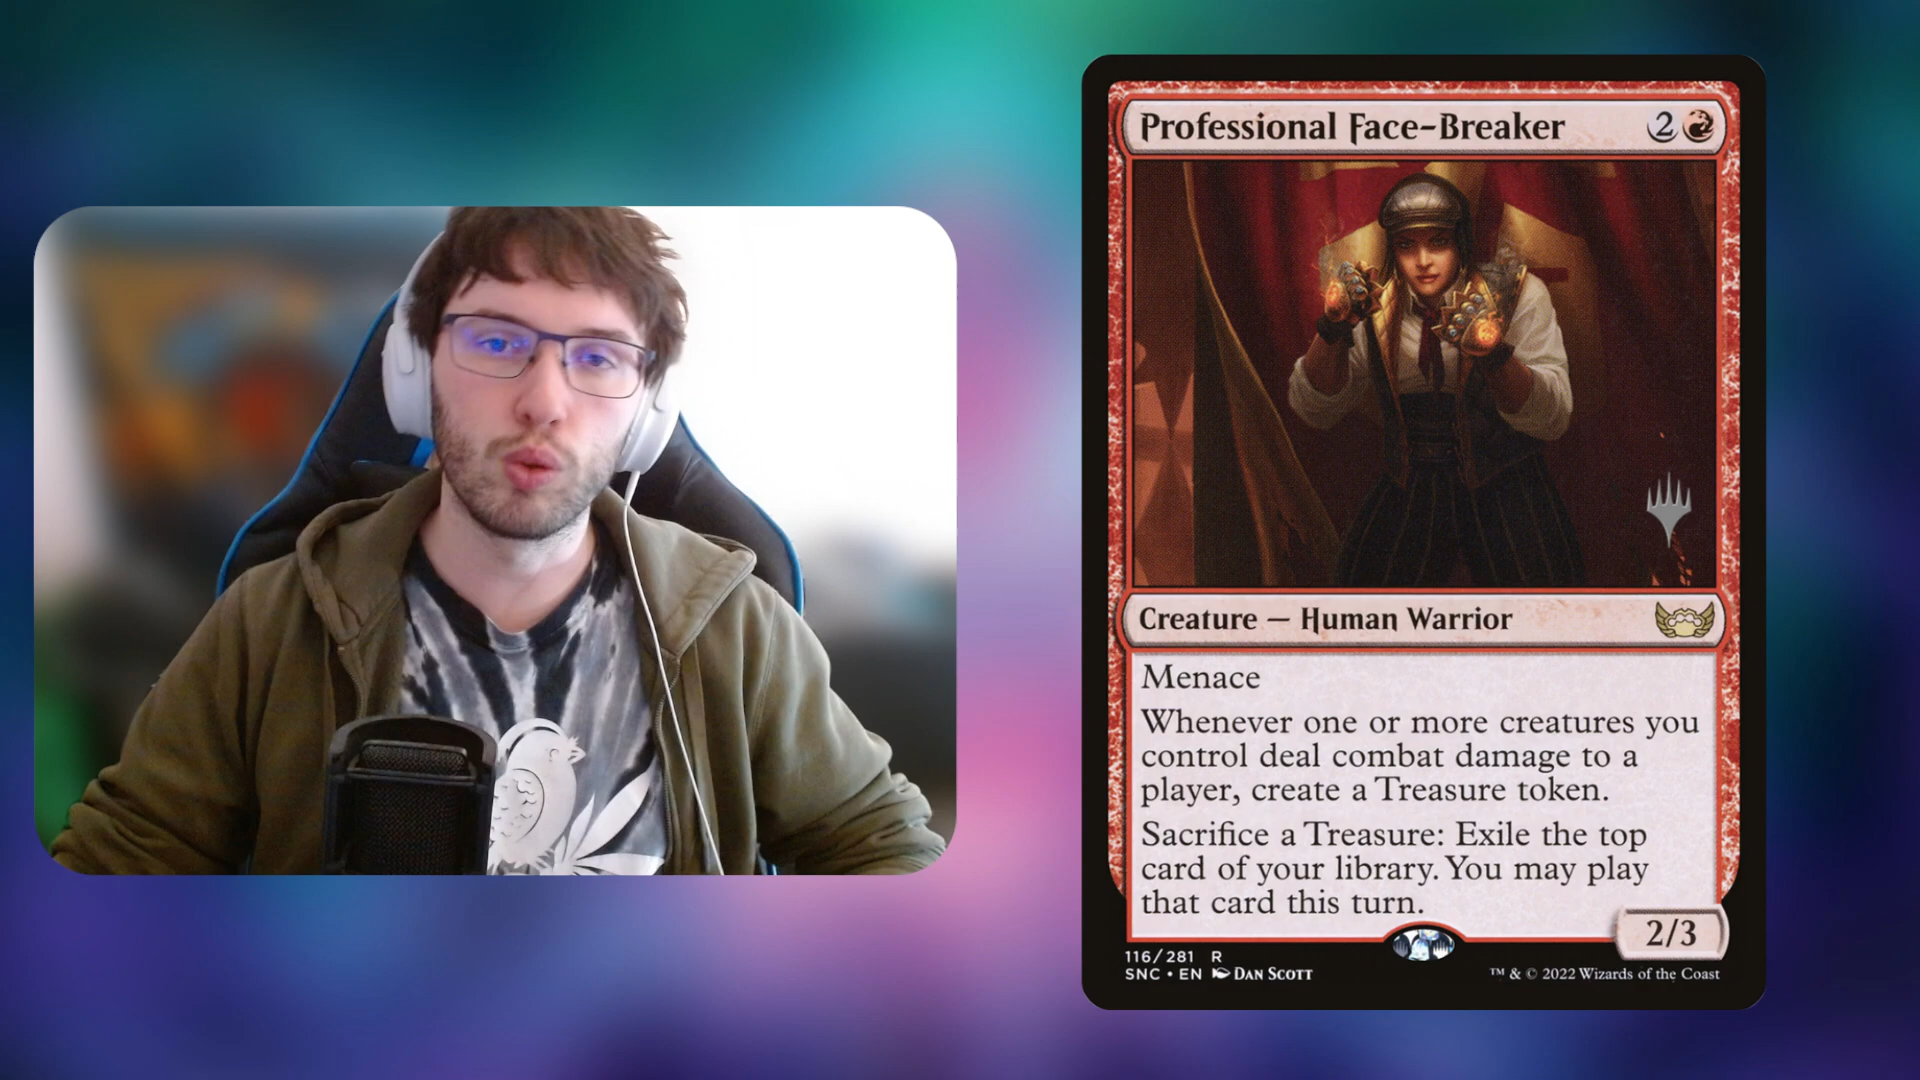 Professional Face-Breaker
2
Creature — Human Warrior
Menace
Whenever one or more creatures you
control deal combat damage to a
player, create a Treasure token.
Sacrifice a Treasure: Exile the top
card of your library. You may play
that card this turn.
2/3
116/281 R
SNC • EN Dan Scott
™ & © 2022 Wizards of the Coast